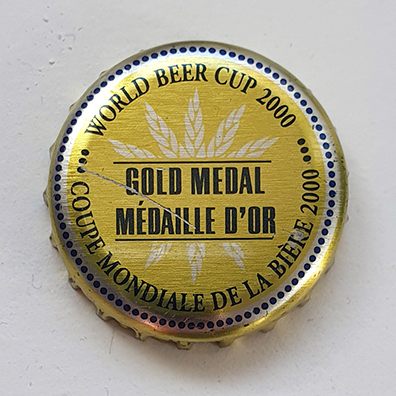 WORLD BEER CUP 2000
GOLD MEDAL
MÉDAILLE D'OR
COUPE MONDIALE DE LA BIÈRE 2000